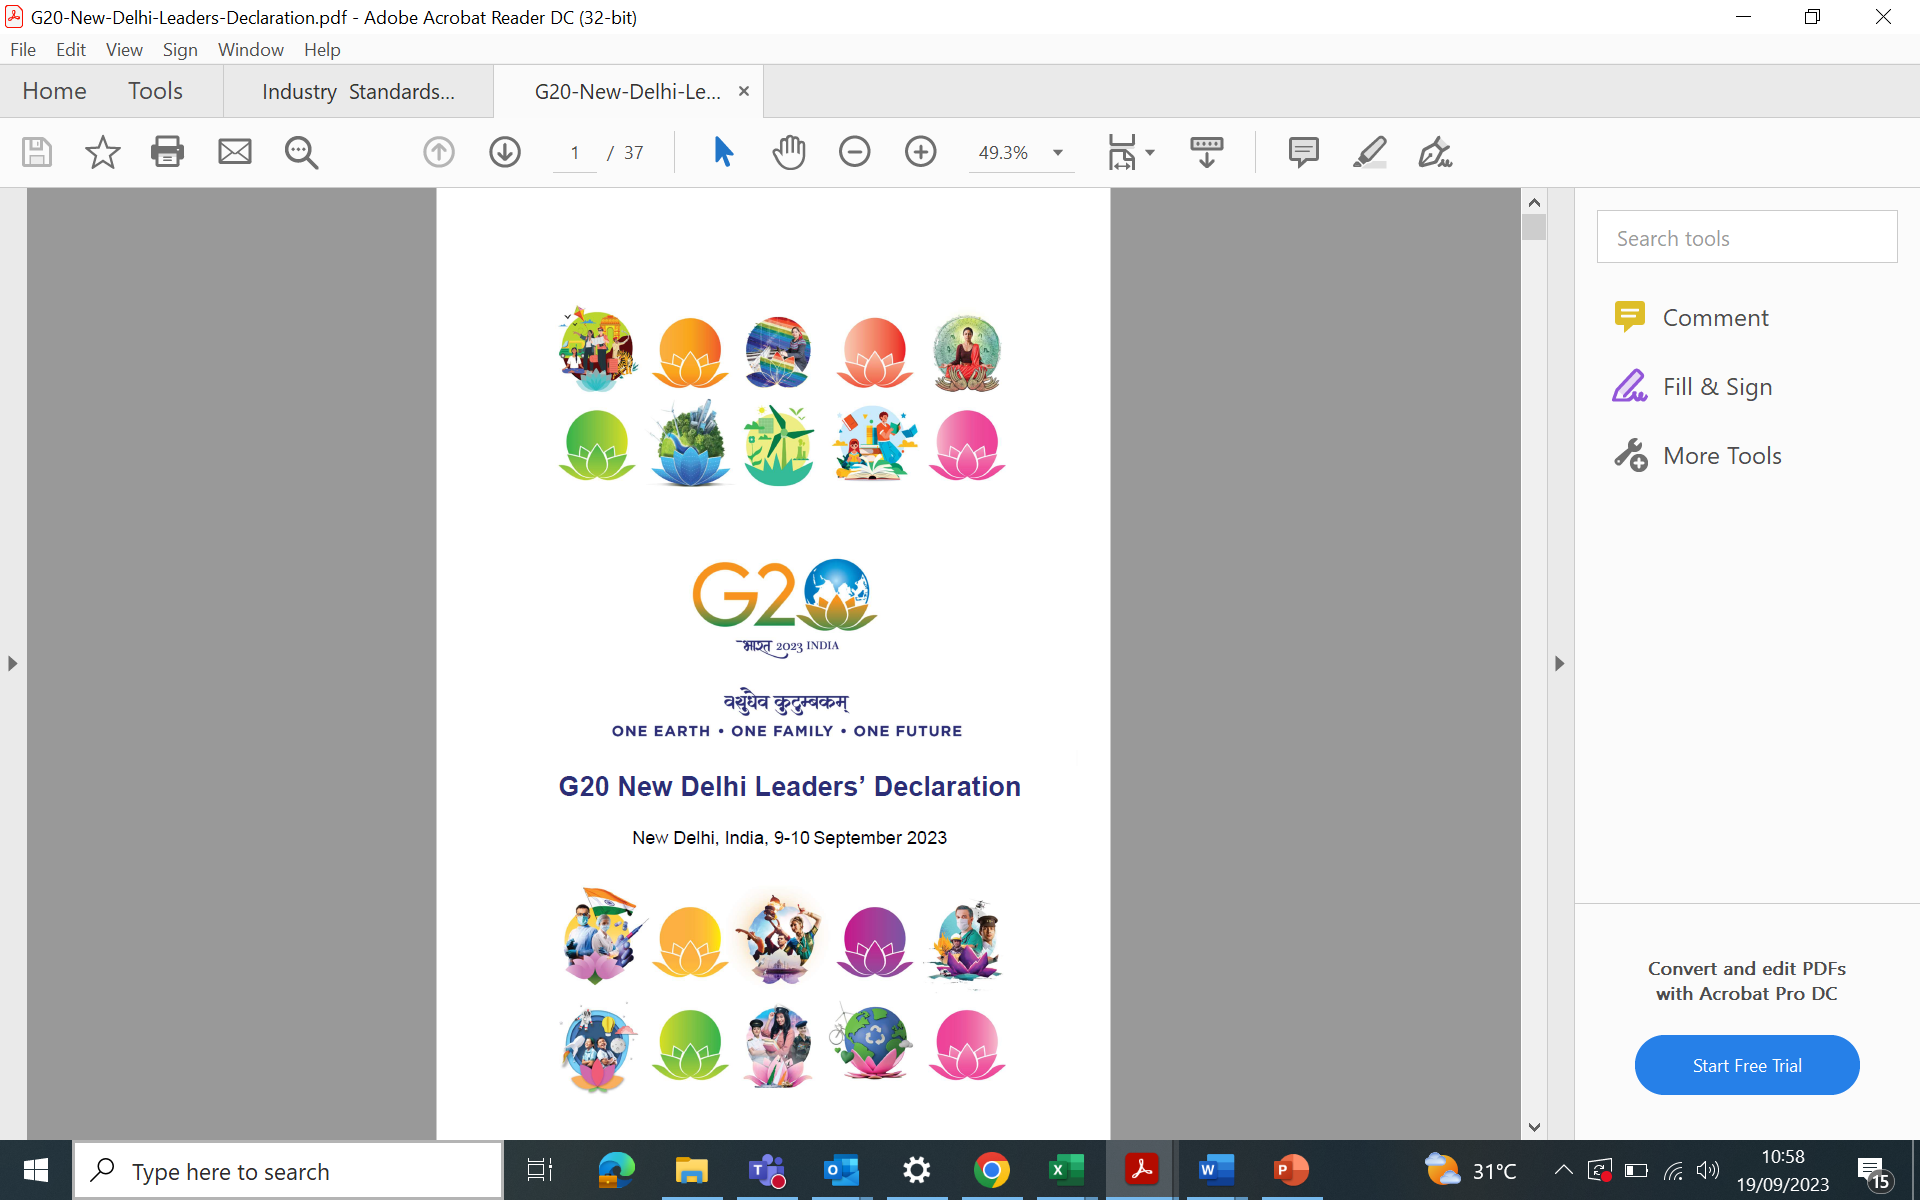 G20-New-Delhi-Leaders-Declaration.pdf - Adobe Acrobat Reader DC (32-bit)
File Edit View Sign Window Help
Home Tools Industry Standards... G20-New-Delhi-Le...
1 / 37 49.3%
Search tools
Comment
Fill & Sign
More Tools
G20
भारत 2023 INDIA
वसुधैव कुटुम्बकम्
ONE EARTH • ONE FAMILY • ONE FUTURE
G20 New Delhi Leaders’ Declaration
New Delhi, India, 9-10 September 2023
Convert and edit PDFs
with Acrobat Pro DC
Start Free Trial
Type here to search
31°C
10:58
19/09/2023
15